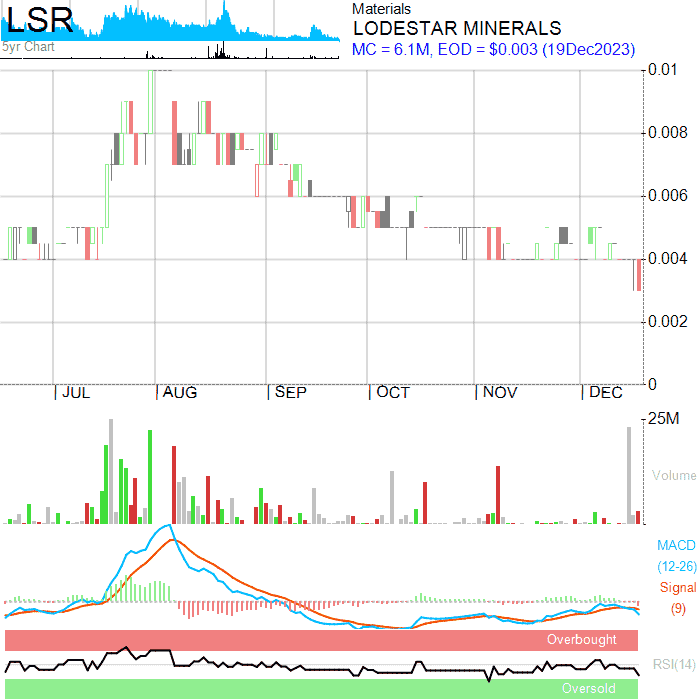 LSR
5yr Chart
Materials
LODESTAR MINERALS
MC = 6.1M, EOD = $0.003 (19Dec2023)
0.01
0.008
0.006
0.004
0.002
0
JUL AUG SEP OCT NOV DEC
25M
Volume
MACD
(12-26)
Signal
(9)
Overbought
RSI(14)
Oversold